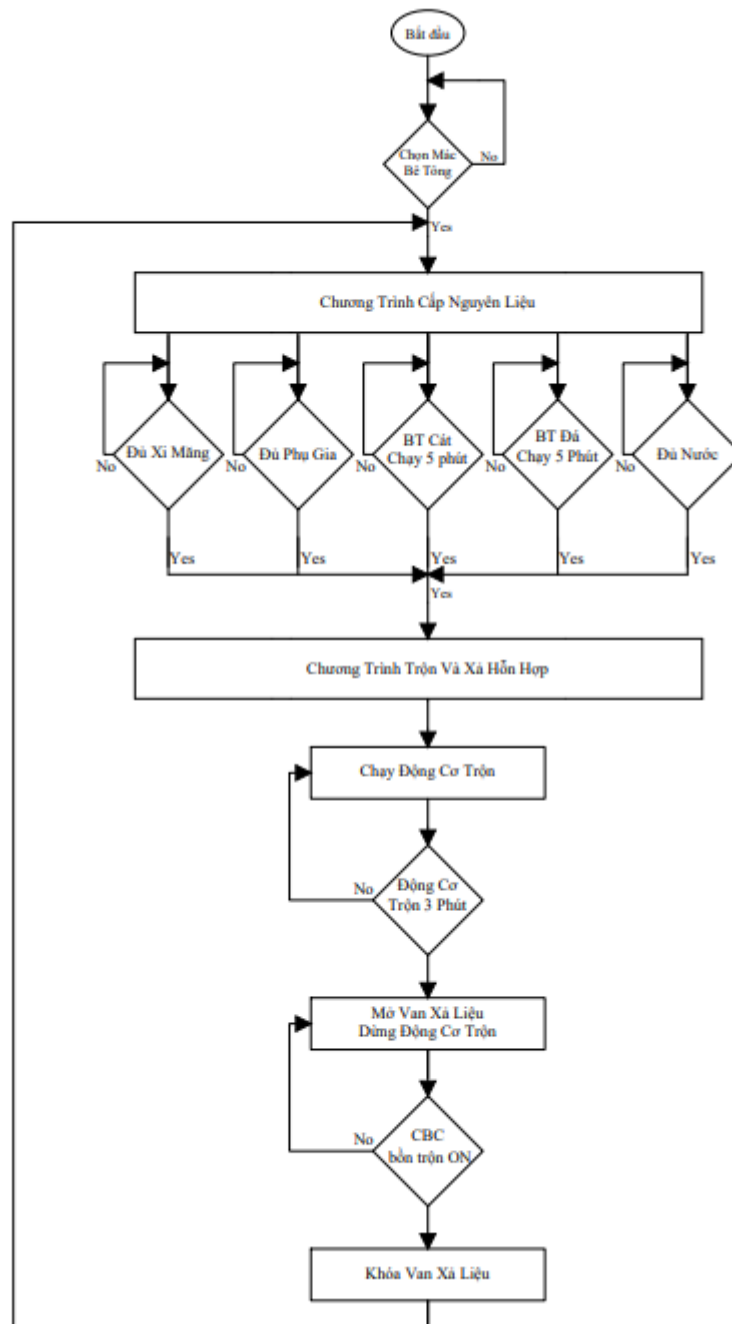 Bắt đầu
Chọn Mác
Bê Tông
No
Yes
Chương Trình Cấp Nguyên Liệu
Đủ Xi Măng
No
Đủ Phụ Gia
No
BT Cát
Chạy 5 phút
No
BT Đá
Chạy 5 Phút
No
Đủ Nước
No
Yes
Yes
Yes
Yes
Yes
Yes
Chương Trình Trộn Và Xả Hỗn Hợp
Chạy Động Cơ Trộn
No
Động Cơ
Trộn 3 Phút
Mở Van Xả Liệu
Dừng Động Cơ Trộn
No
CBC
bồn trộn ON
Khóa Van Xả Liệu